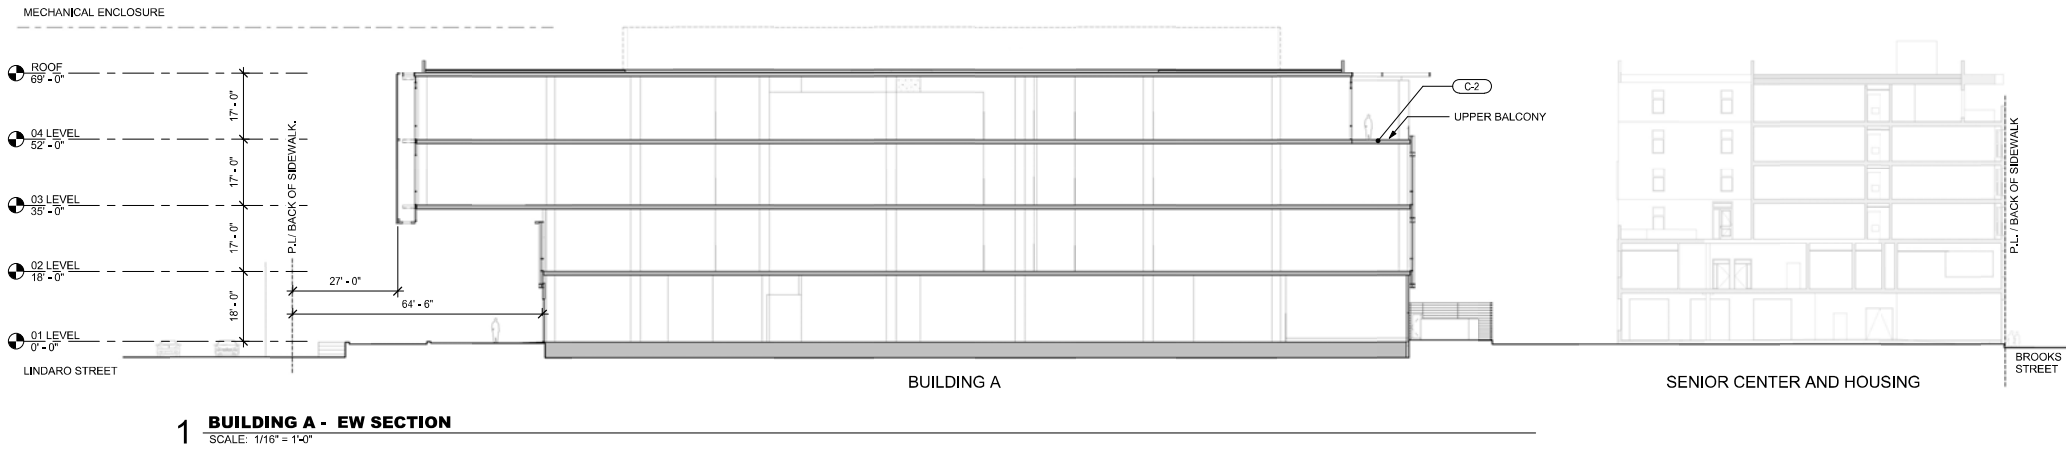 MECHANICAL ENCLOSURE
ROOF
69' - 0"
17' - 0"
04 LEVEL
52' - 0"
17' - 0"
03 LEVEL
35' - 0"
17' - 0"
02 LEVEL
18' - 0"
18' - 0"
01 LEVEL
0' - 0"
P.L/ BACK OF SIDEWALK.
27' - 0"
64' - 6"
C-2
UPPER BALCONY
P.L./ BACK OF SIDEWALK
LINDARO STREET
BUILDING A
SENIOR CENTER AND HOUSING
BROOKS
STREET
1
BUILDING A - EW SECTION
SCALE: 1/16" = 1'-0"